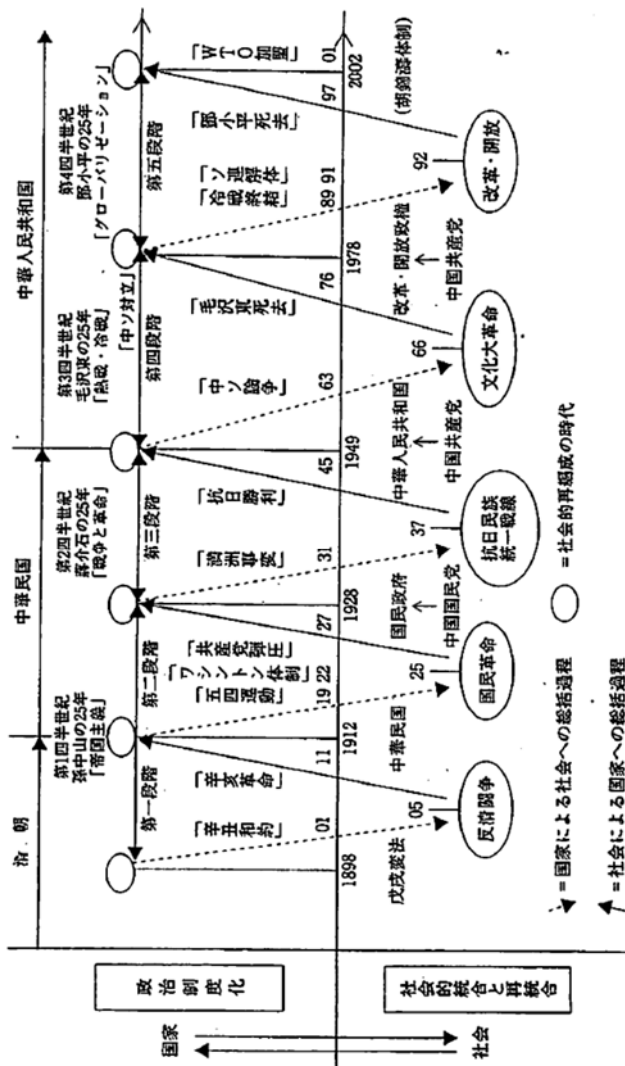 清 朝
中華民国
中華人民共和国
第1四半世紀
孫中山の25年
「帝国主義」
第2四半世紀
蔣介石の25年
「戦争と革命」
第3四半世紀
毛沢東の25年
「熱戦・冷戦」
第4四半世紀
鄧小平の25年
「グローバリゼーション」
「中ソ対立」
第一段階
第二段階
第三段階
第四段階
第五段階
政治制度化
「辛丑和約」
「辛亥革命」
「五四運動」
「ワシントン体制」
「共産党弾圧」
「満洲事変」
「抗日勝利」
「中ソ論争」
「毛沢東死去」
「冷戦終結」
「ソ連解体」
「鄧小平死去」
「WTO加盟」
01
11
19 22
27
31
45
63
76
89 91
97
01
国家
社会
1898
1912
1928
1949
1978
2002
戊戌変法
中華民国
国民政府
中国国民党
中華人民共和国
中国共産党
改革・開放政権
中国共産党
(胡錦濤体制)
社会的統合と再統合
05
25
37
66
92
反清闘争
国民革命
抗日民族
統一戦線
文化大革命
改革・開放
=国家による社会への総括過程
=社会による国家への総括過程
=社会的再編成の時代